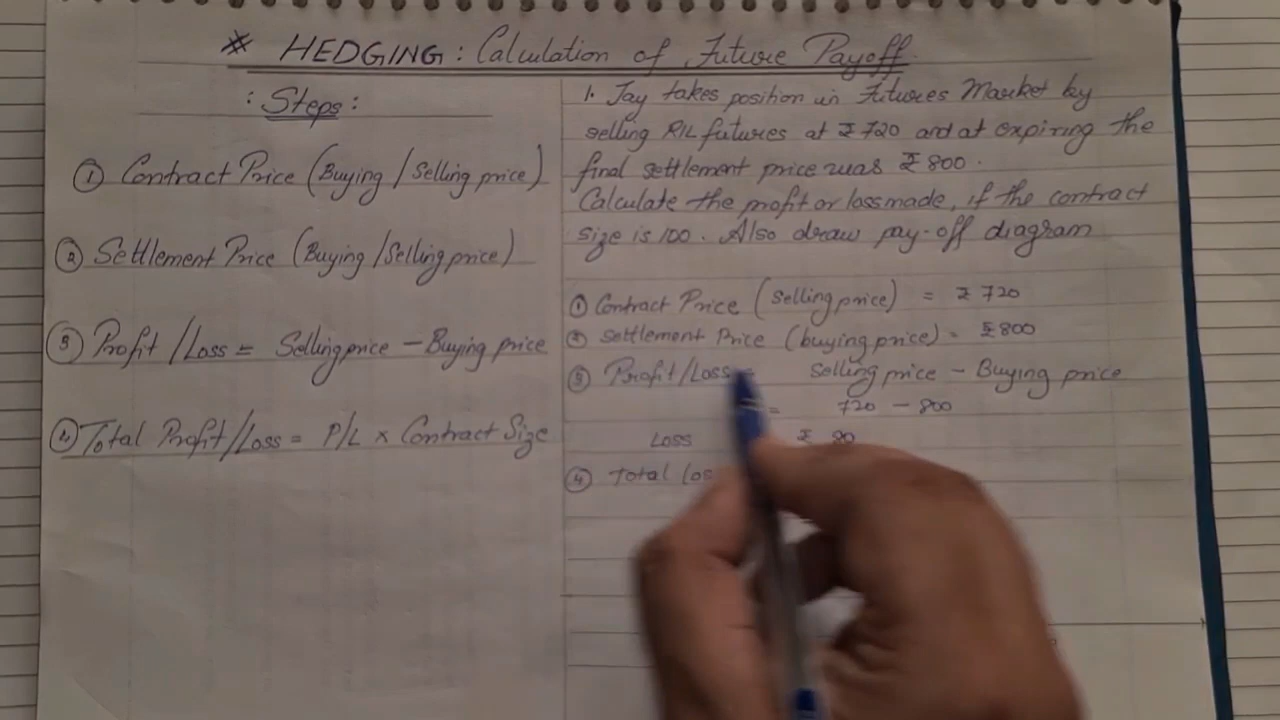 * HEDGING : Calculation of Future Payoff.
: Steps :
① Contract Price (Buying / Selling price)
② Settlement Price (Buying / Selling price)
③ Profit / Loss = Selling price - Buying price
④ Total Profit/Loss = P/L x Contract Size
1. Jay takes position in Futures Market by
selling RIL futures at ₹ 720 and at expiring the
final settlement price was ₹ 800.
Calculate the profit or loss made, if the contract
size is 100. Also draw pay-off diagram
① Contract Price (Selling price) = ₹ 720
② Settlement Price (buying price) = ₹ 800
③ Profit / Loss = Selling price - Buying price
= 720 - 800
Loss ₹ 80
④ Total